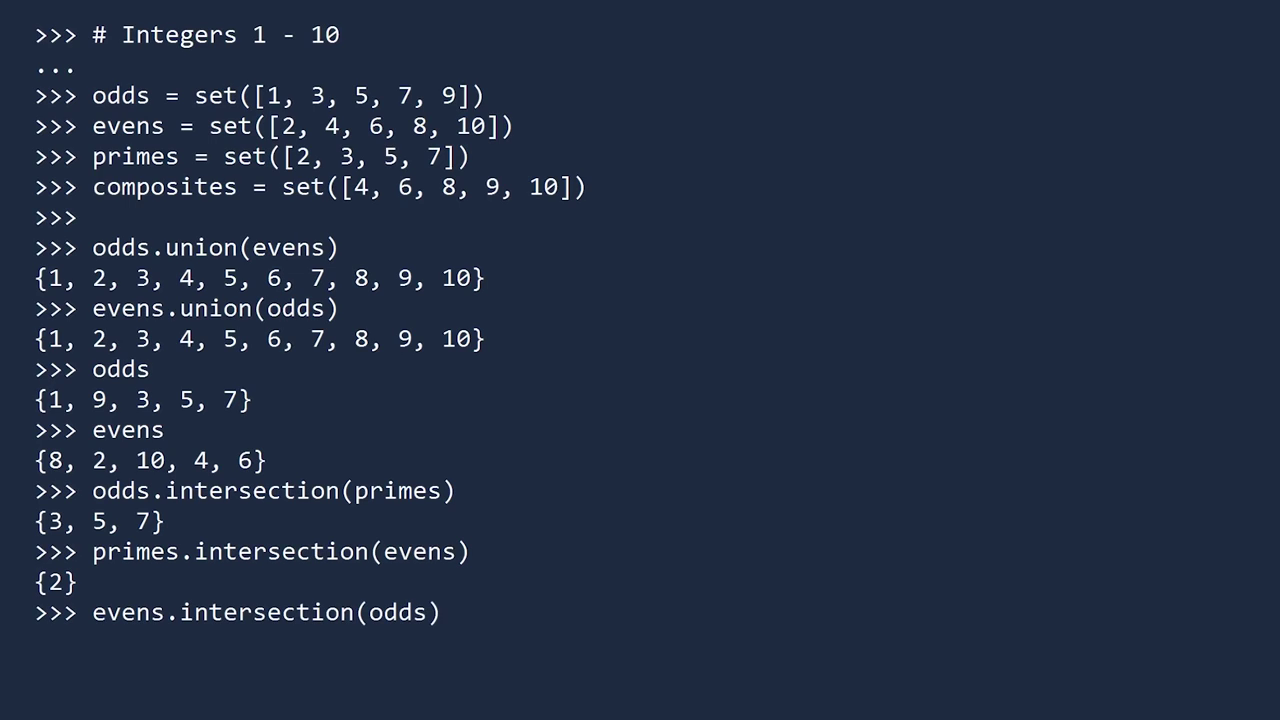 >>> # Integers 1 - 10
...
>>> odds = set([1, 3, 5, 7, 9])
>>> evens = set([2, 4, 6, 8, 10])
>>> primes = set([2, 3, 5, 7])
>>> composites = set([4, 6, 8, 9, 10])
>>>
>>> odds.union(evens)
{1, 2, 3, 4, 5, 6, 7, 8, 9, 10}
>>> evens.union(odds)
{1, 2, 3, 4, 5, 6, 7, 8, 9, 10}
>>> odds
{1, 9, 3, 5, 7}
>>> evens
{8, 2, 10, 4, 6}
>>> odds.intersection(primes)
{3, 5, 7}
>>> primes.intersection(evens)
{2}
>>> evens.intersection(odds)